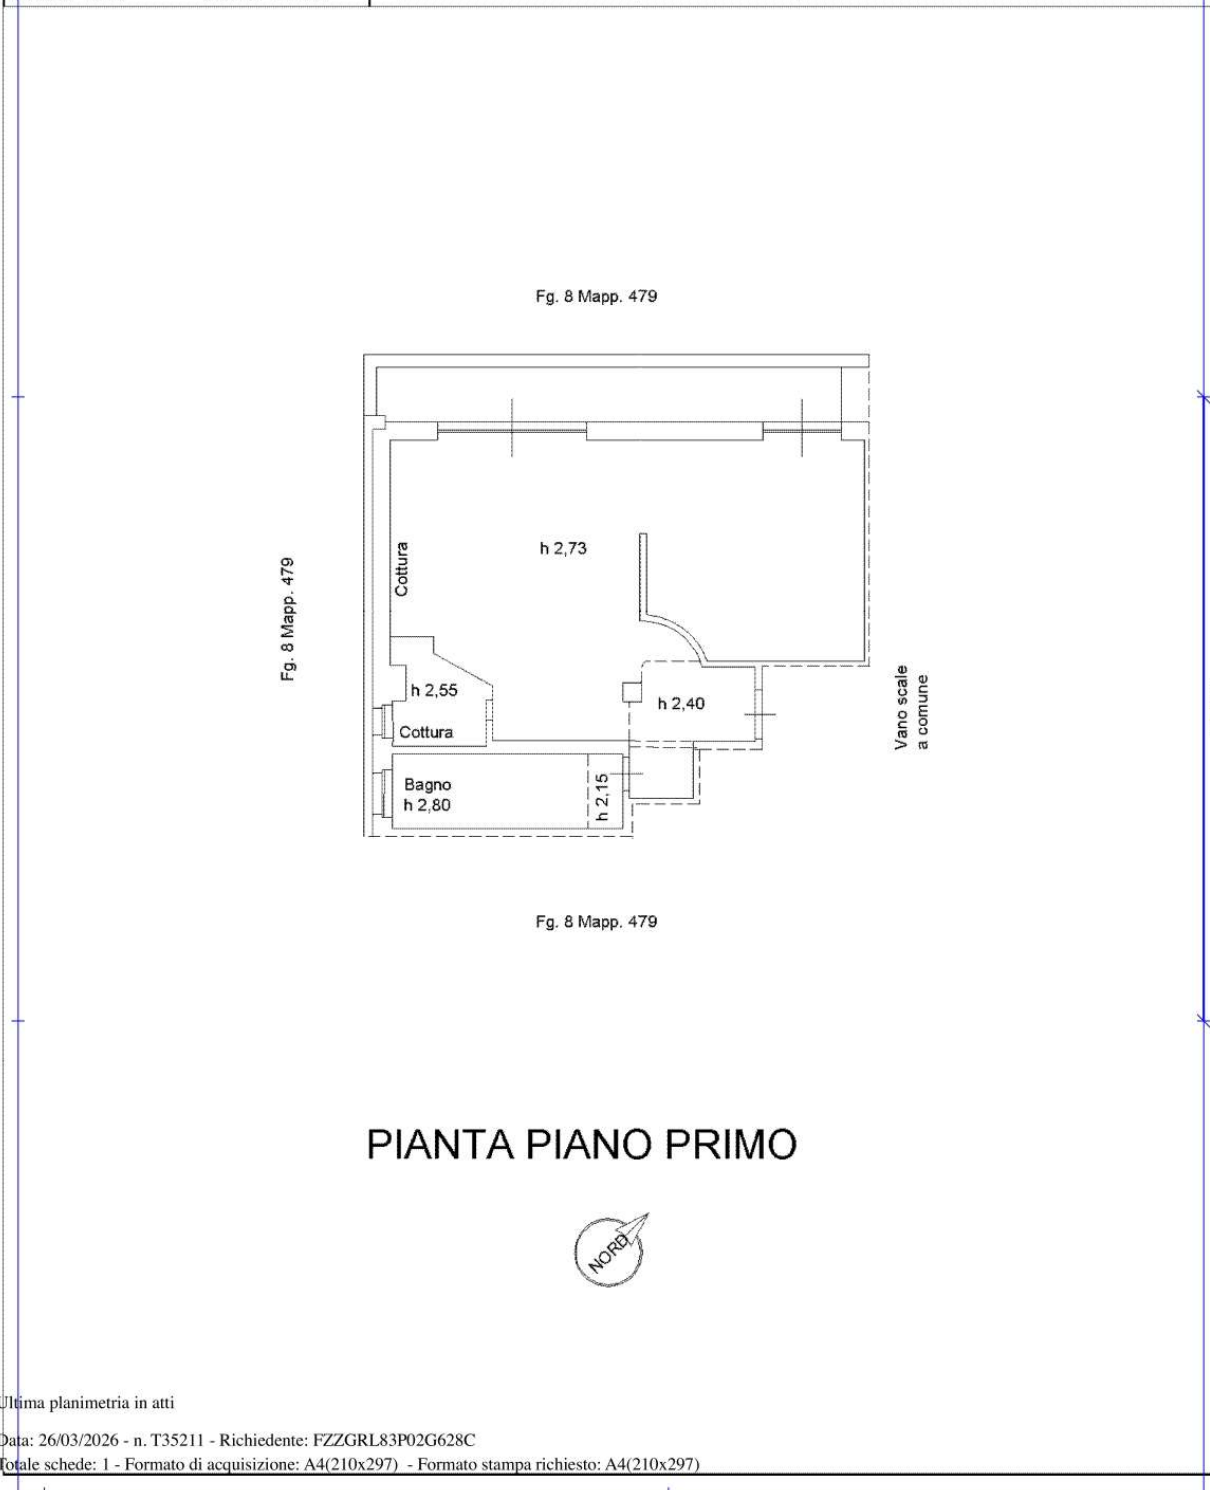 Fg. 8 Mapp. 479
Fg. 8 Mapp. 479
Cottura
h 2,73
h 2,55
Cottura
h 2,40
Vano scale
a comune
Bagno
h 2,80
h 2,15
Fg. 8 Mapp. 479
PIANTA PIANO PRIMO
NORD
Ultima planimetria in atti
Data: 26/03/2026 - n. T35211 - Richiedente: FZZGRL83P02G628C
Totale schede: 1 - Formato di acquisizione: A4(210x297) - Formato stampa richiesto: A4(210x297)